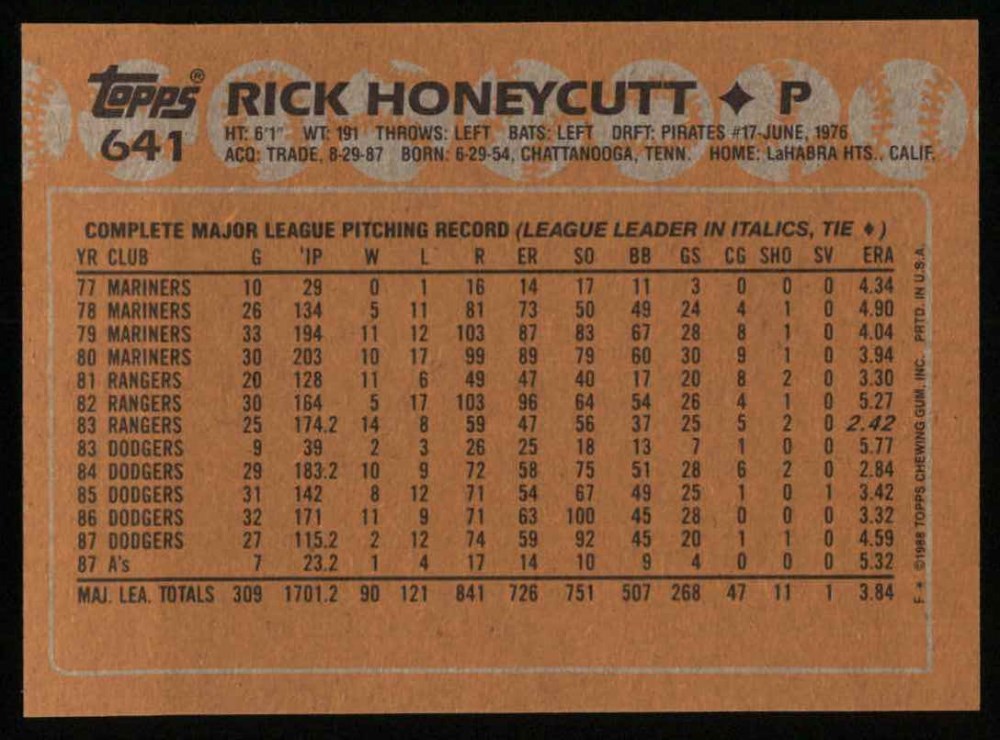 TOPPS® RICK HONEYCUTT ✦ P
641
HT: 6'1" WT: 191 THROWS: LEFT BATS: LEFT DRFT: PIRATES #17-JUNE, 1976
ACQ: TRADE, 8-29-87 BORN: 6-29-54, CHATTANOOGA, TENN. HOME: LaHABRA HTS., CALIF.
COMPLETE MAJOR LEAGUE PITCHING RECORD (LEAGUE LEADER IN ITALICS, TIE ♦)
YR CLUB G IP W L R ER SO BB GS CG SHO SV ERA
77 MARINERS 10 29 0 1 16 14 17 11 3 0 0 0 4.34
78 MARINERS 26 134 5 11 81 73 50 49 24 4 1 0 4.90
79 MARINERS 33 194 11 12 103 87 83 67 28 8 1 0 4.04
80 MARINERS 30 203 10 17 99 89 79 60 30 9 1 0 3.94
81 RANGERS 20 128 11 6 49 47 40 17 20 8 2 0 3.30
82 RANGERS 30 164 5 17 103 96 64 54 26 4 1 0 5.27
83 RANGERS 25 174.2 14 8 59 47 56 37 25 5 2 0 2.42
83 DODGERS 9 39 2 3 26 25 18 13 7 1 0 0 5.77
84 DODGERS 29 183.2 10 9 72 58 75 51 28 6 2 0 2.84
85 DODGERS 31 142 8 12 71 54 67 49 25 1 0 1 3.42
86 DODGERS 32 171 11 9 71 63 100 45 28 0 0 0 3.32
87 DODGERS 27 115.2 2 12 74 59 92 45 20 1 1 0 4.59
87 A's 7 23.2 1 4 17 14 10 9 4 0 0 0 5.32
MAJ. LEA. TOTALS 309 1701.2 90 121 841 726 751 507 268 47 11 1 3.84
F * ©1988 TOPPS CHEWING GUM, INC. PRTD. IN U.S.A.